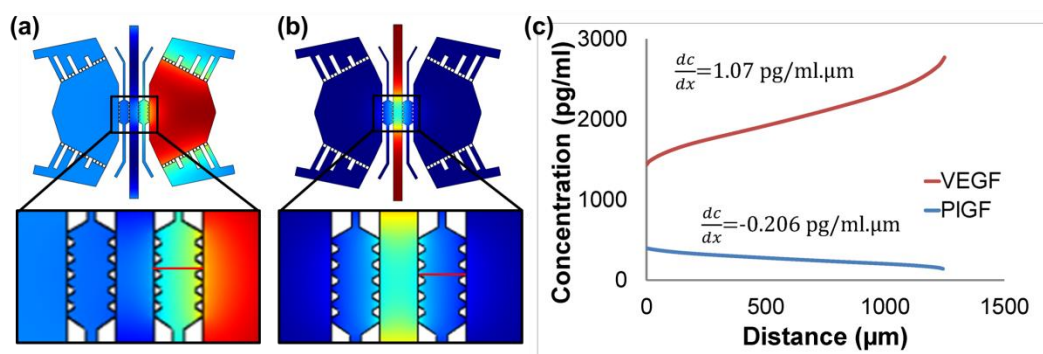 (a)
(b)
(c)
3000
2000
1000
0
Concentration (pg/ml)
dc/dx=1.07 pg/ml.μm
VEGF
PlGF
dc/dx=-0.206 pg/ml.μm
0 500 1000 1500
Distance (μm)